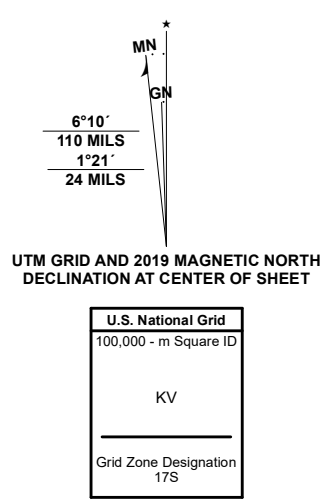 MN
GN
6°10´
110 MILS
1°21´
24 MILS
UTM GRID AND 2019 MAGNETIC NORTH
DECLINATION AT CENTER OF SHEET
U.S. National Grid
100,000 - m Square ID
KV
Grid Zone Designation
17S